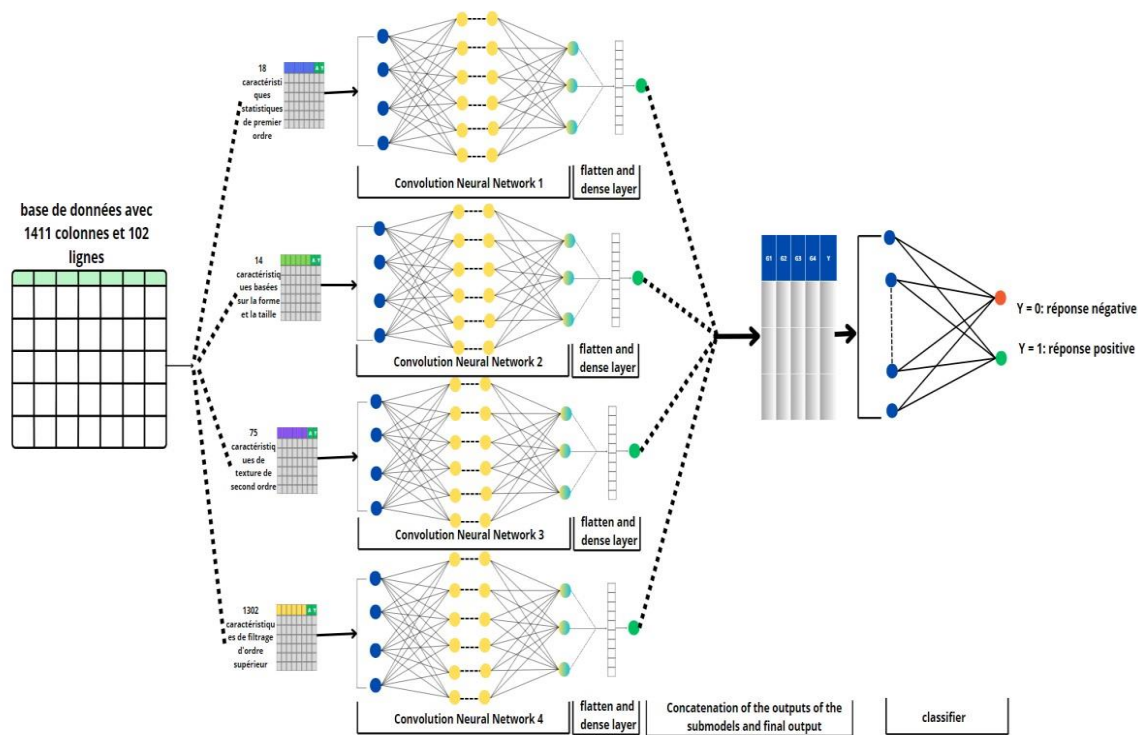 base de données avec
1411 colonnes et 102
lignes
18
caractéristi
ques
statistiques
de premier
ordre
A Y
Convolution Neural Network 1
flatten and
dense layer
14
caractéristiq
ues basées
sur la forme
et la taille
A Y
Convolution Neural Network 2
flatten and
dense layer
75
caractéristiq
ues de
texture de
second ordre
A Y
Convolution Neural Network 3
flatten and
dense layer
1302
caractéristiqu
es de filtrage
d'ordre
supérieur
A Y
Convolution Neural Network 4
flatten and
dense layer
G1 G2 G3 G4 Y
Concatenation of the outputs of the
submodels and final output
Y = 0: réponse négative
Y = 1: réponse positive
classifier